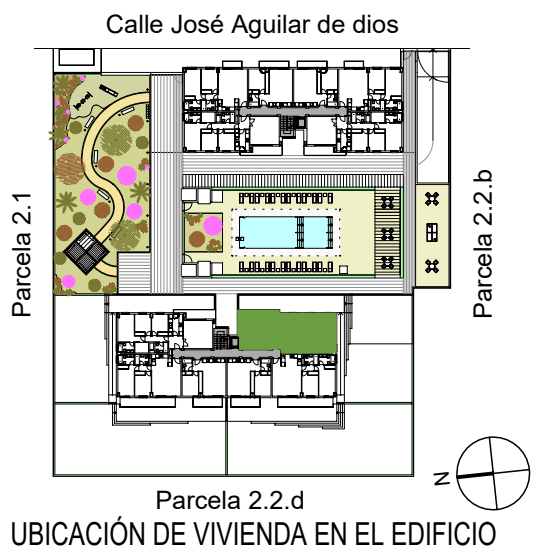 Calle José Aguilar de dios
Parcela 2.1
Parcela 2.2.b
N
Parcela 2.2.d
UBICACIÓN DE VIVIENDA EN EL EDIFICIO